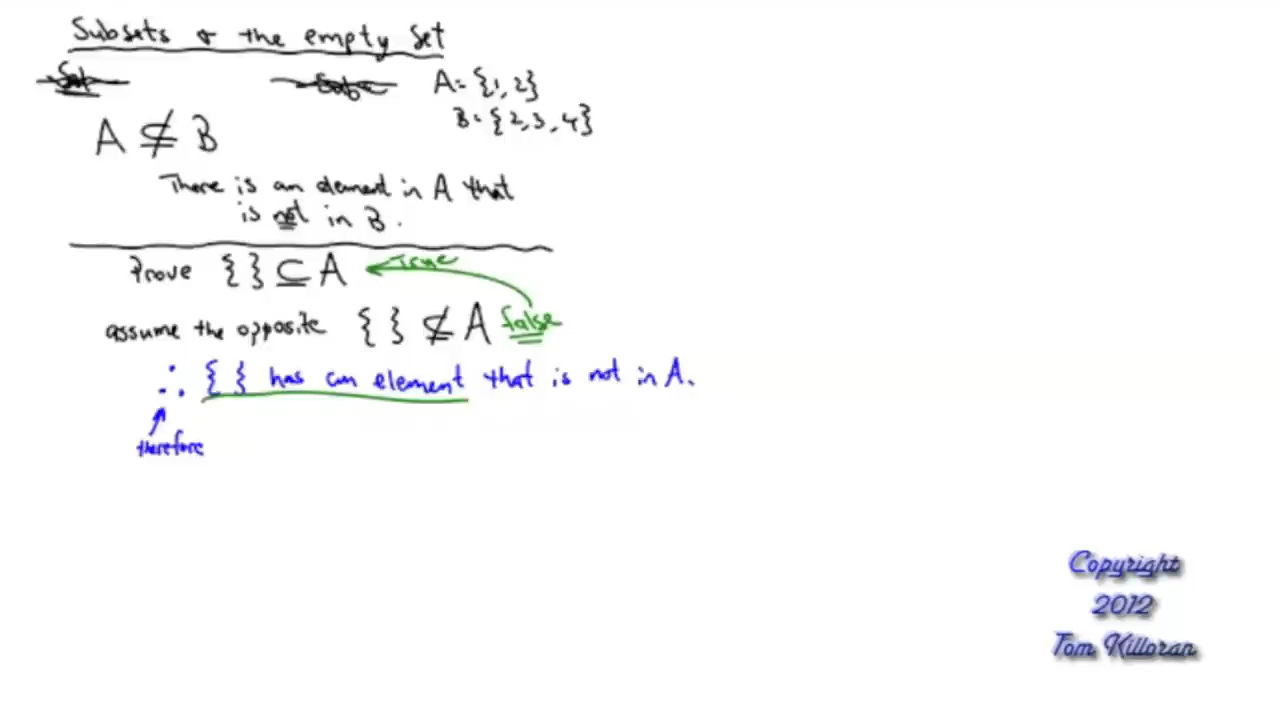 Subsets & the empty set
A = {1, 2}
B = {2, 3, 4}
A ⊈ B
There is an element in A that
is not in B.
Prove { } ⊆ A True
assume the opposite { } ⊈ A false
∴ { } has an element that is not in A.
therefore
Copyright
2012
Tom Killoran